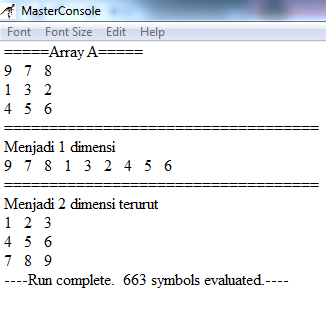 MasterConsole
Font Font Size Edit Help
=====Array A=====
9 7 8
1 3 2
4 5 6
===================================
Menjadi 1 dimensi
9 7 8 1 3 2 4 5 6
===================================
Menjadi 2 dimensi terurut
1 2 3
4 5 6
7 8 9
----Run complete. 663 symbols evaluated.----